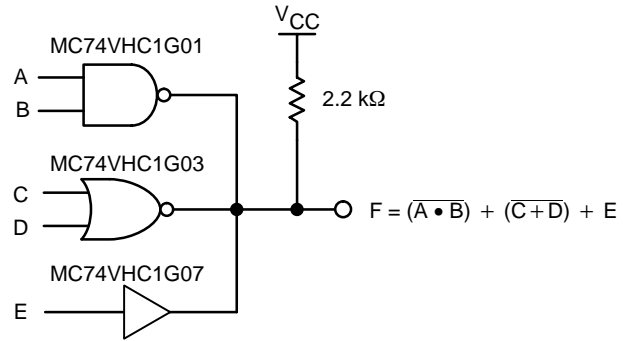 V_CC
MC74VHC1G01
A
B
2.2 kΩ
MC74VHC1G03
C
D
F = (A̅ ̅•̅ ̅B̅) + (C̅+̅D̅) + E
MC74VHC1G07
E